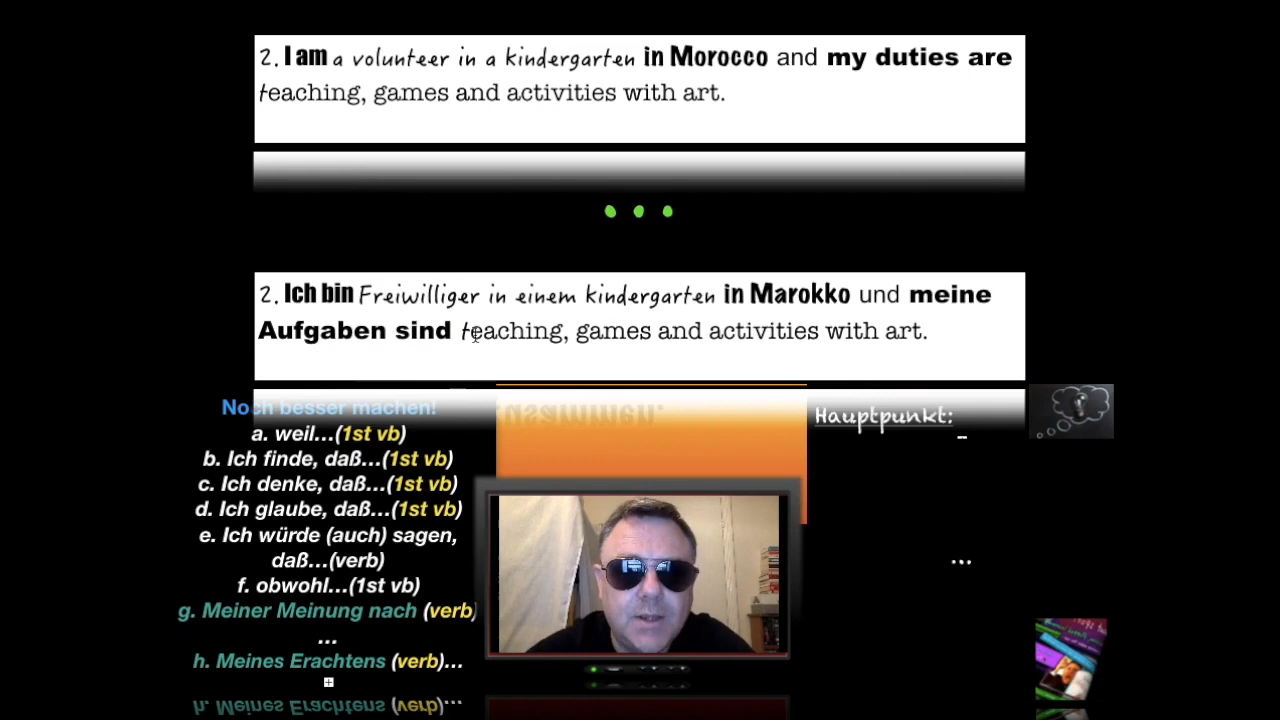 2. I am a volunteer in a kindergarten in Morocco and my duties are
teaching, games and activities with art.
...
2. Ich bin Freiwilliger in einem kindergarten in Marokko und meine
Aufgaben sind teaching, games and activities with art.
Noch besser machen!
a. weil...(1st vb)
b. Ich finde, daß...(1st vb)
c. Ich denke, daß...(1st vb)
d. Ich glaube, daß...(1st vb)
e. Ich würde (auch) sagen,
daß...(verb)
f. obwohl...(1st vb)
g. Meiner Meinung nach (verb)
...
h. Meines Erachtens (verb)...
Hauptpunkt:
...